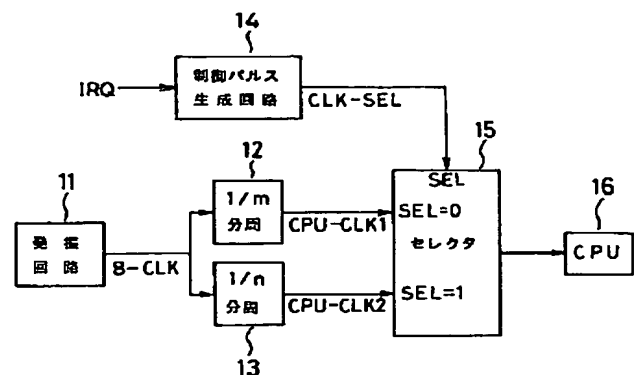 14
IRQ
制御パルス
生成回路
CLK-SEL
15
12
SEL
11
1/m
分周
CPU-CLK1
SEL=0
16
発振
回路
B-CLK
セレクタ
CPU
1/n
分周
CPU-CLK2
SEL=1
13